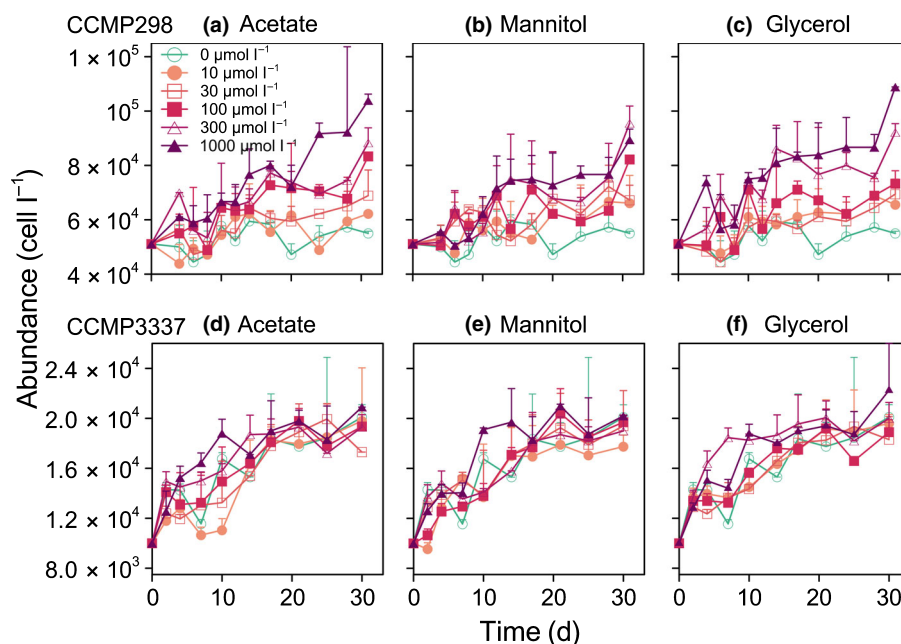 CCMP298 (a) Acetate (b) Mannitol (c) Glycerol
0 μmol l⁻¹
10 μmol l⁻¹
30 μmol l⁻¹
100 μmol l⁻¹
300 μmol l⁻¹
1000 μmol l⁻¹
1 × 10⁵
10 × 10⁵
8 × 10⁴
6 × 10⁴
4 × 10⁴
Abundance (cell l⁻¹)
CCMP3337 (d) Acetate (e) Mannitol (f) Glycerol
2.4 × 10⁴
2.0 × 10⁴
1.6 × 10⁴
1.2 × 10⁴
8.0 × 10³
0 10 20 30 0 10 20 30 0 10 20 30
Time (d)